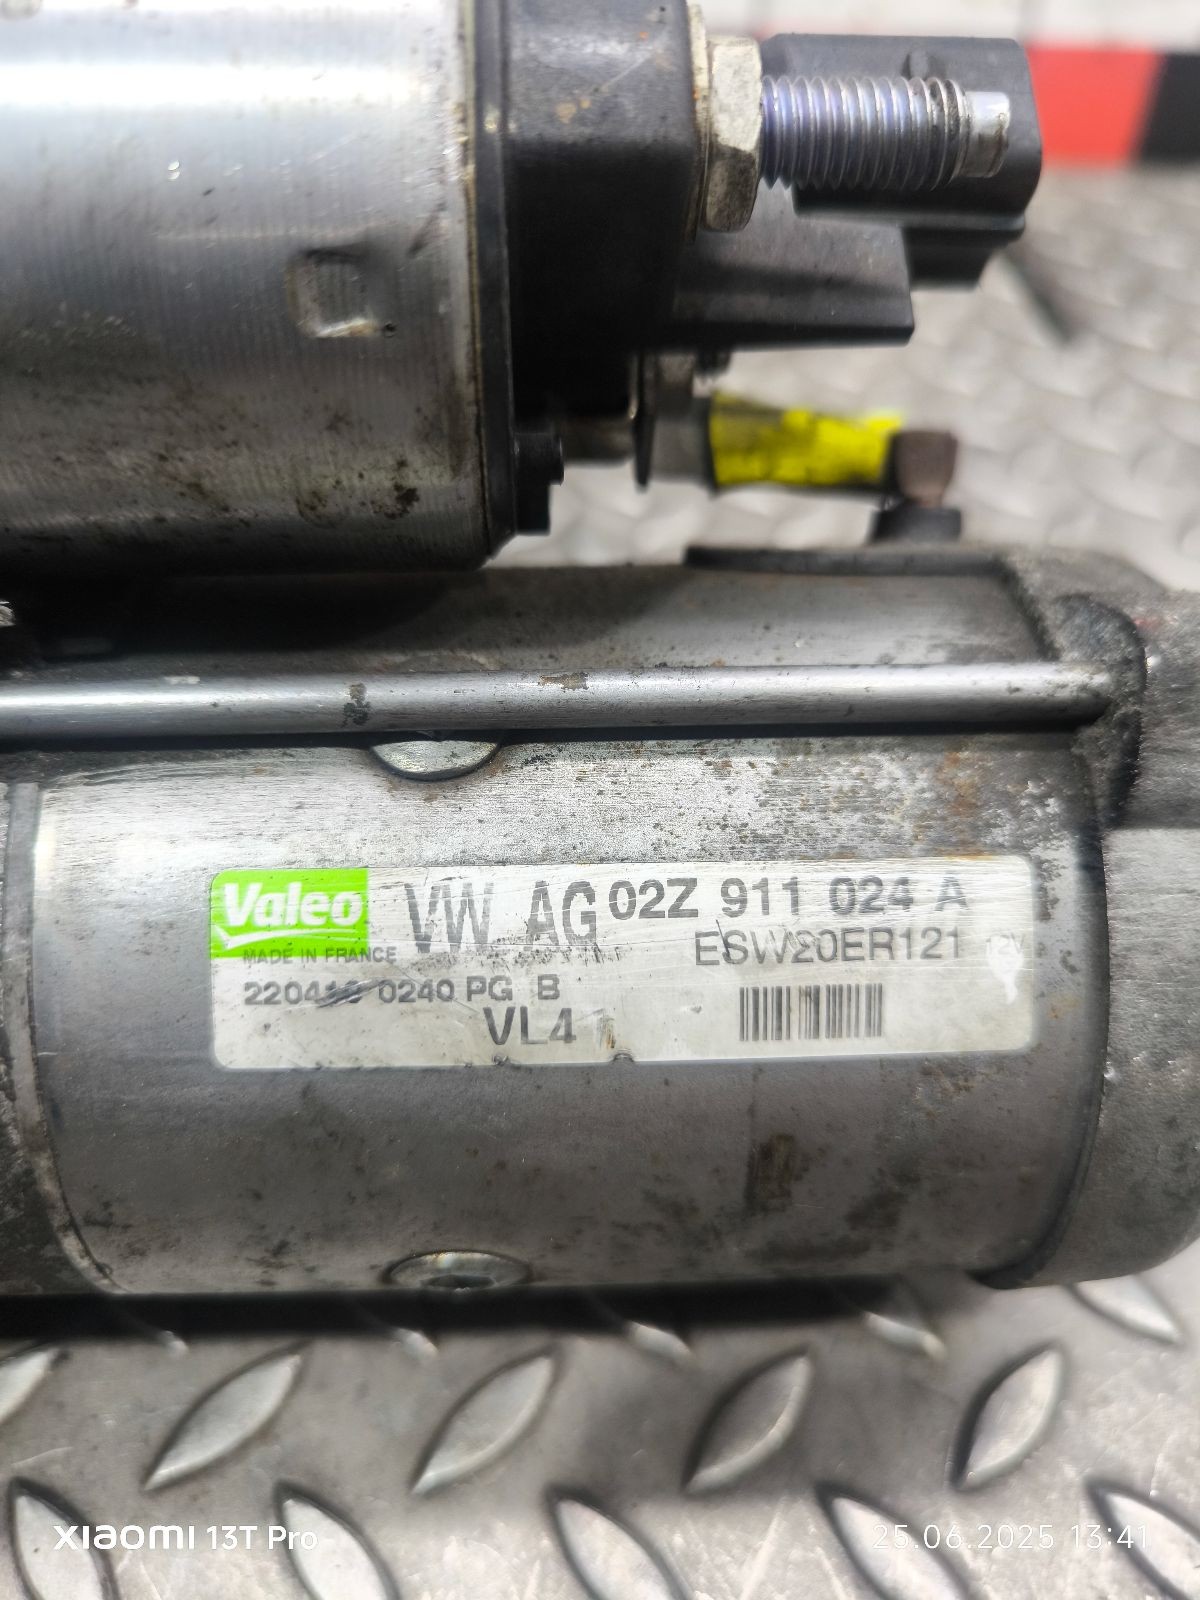 Valeo VW AG 02Z 911 024 A
MADE IN FRANCE ESW20ER121 12V
0240 PG B
VL4
XIAOMI 13T Pro
25.06.2025 13:41